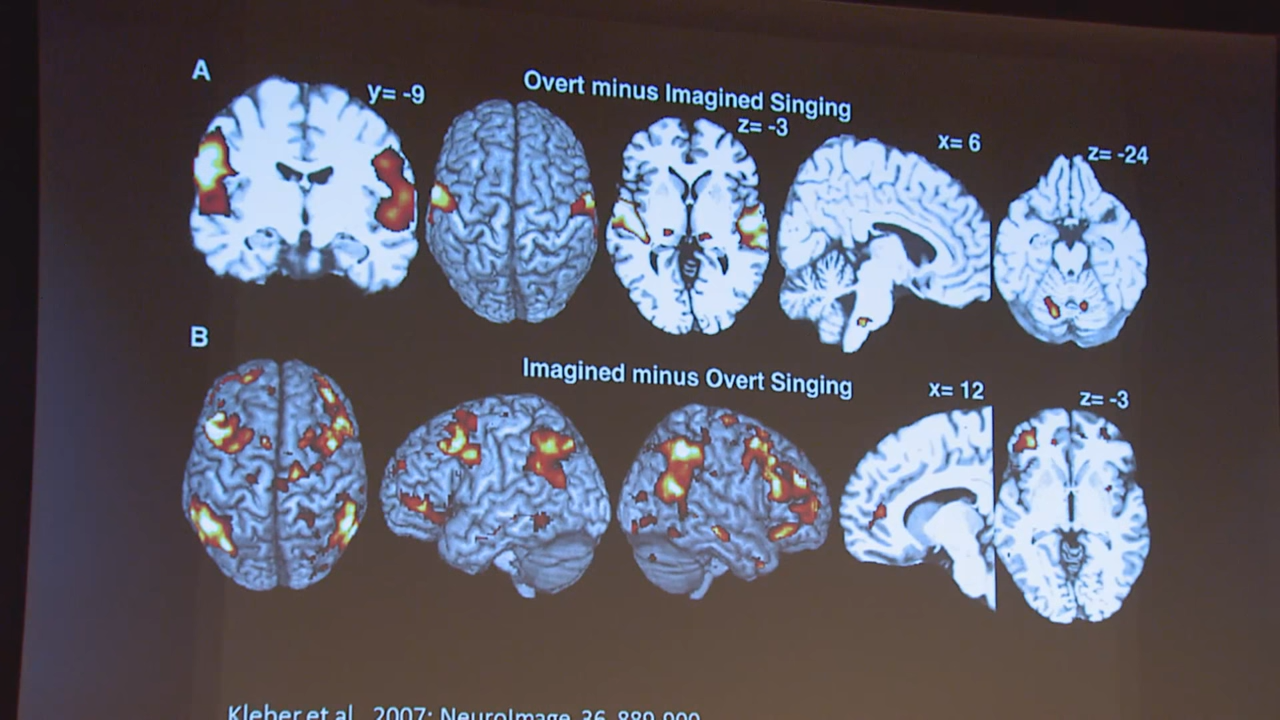 A
y= -9
Overt minus Imagined Singing
z= -3
x= 6
z= -24
B
Imagined minus Overt Singing
x= 12
z= -3
Kleber et al., 2007; NeuroImage, 36, 889-900